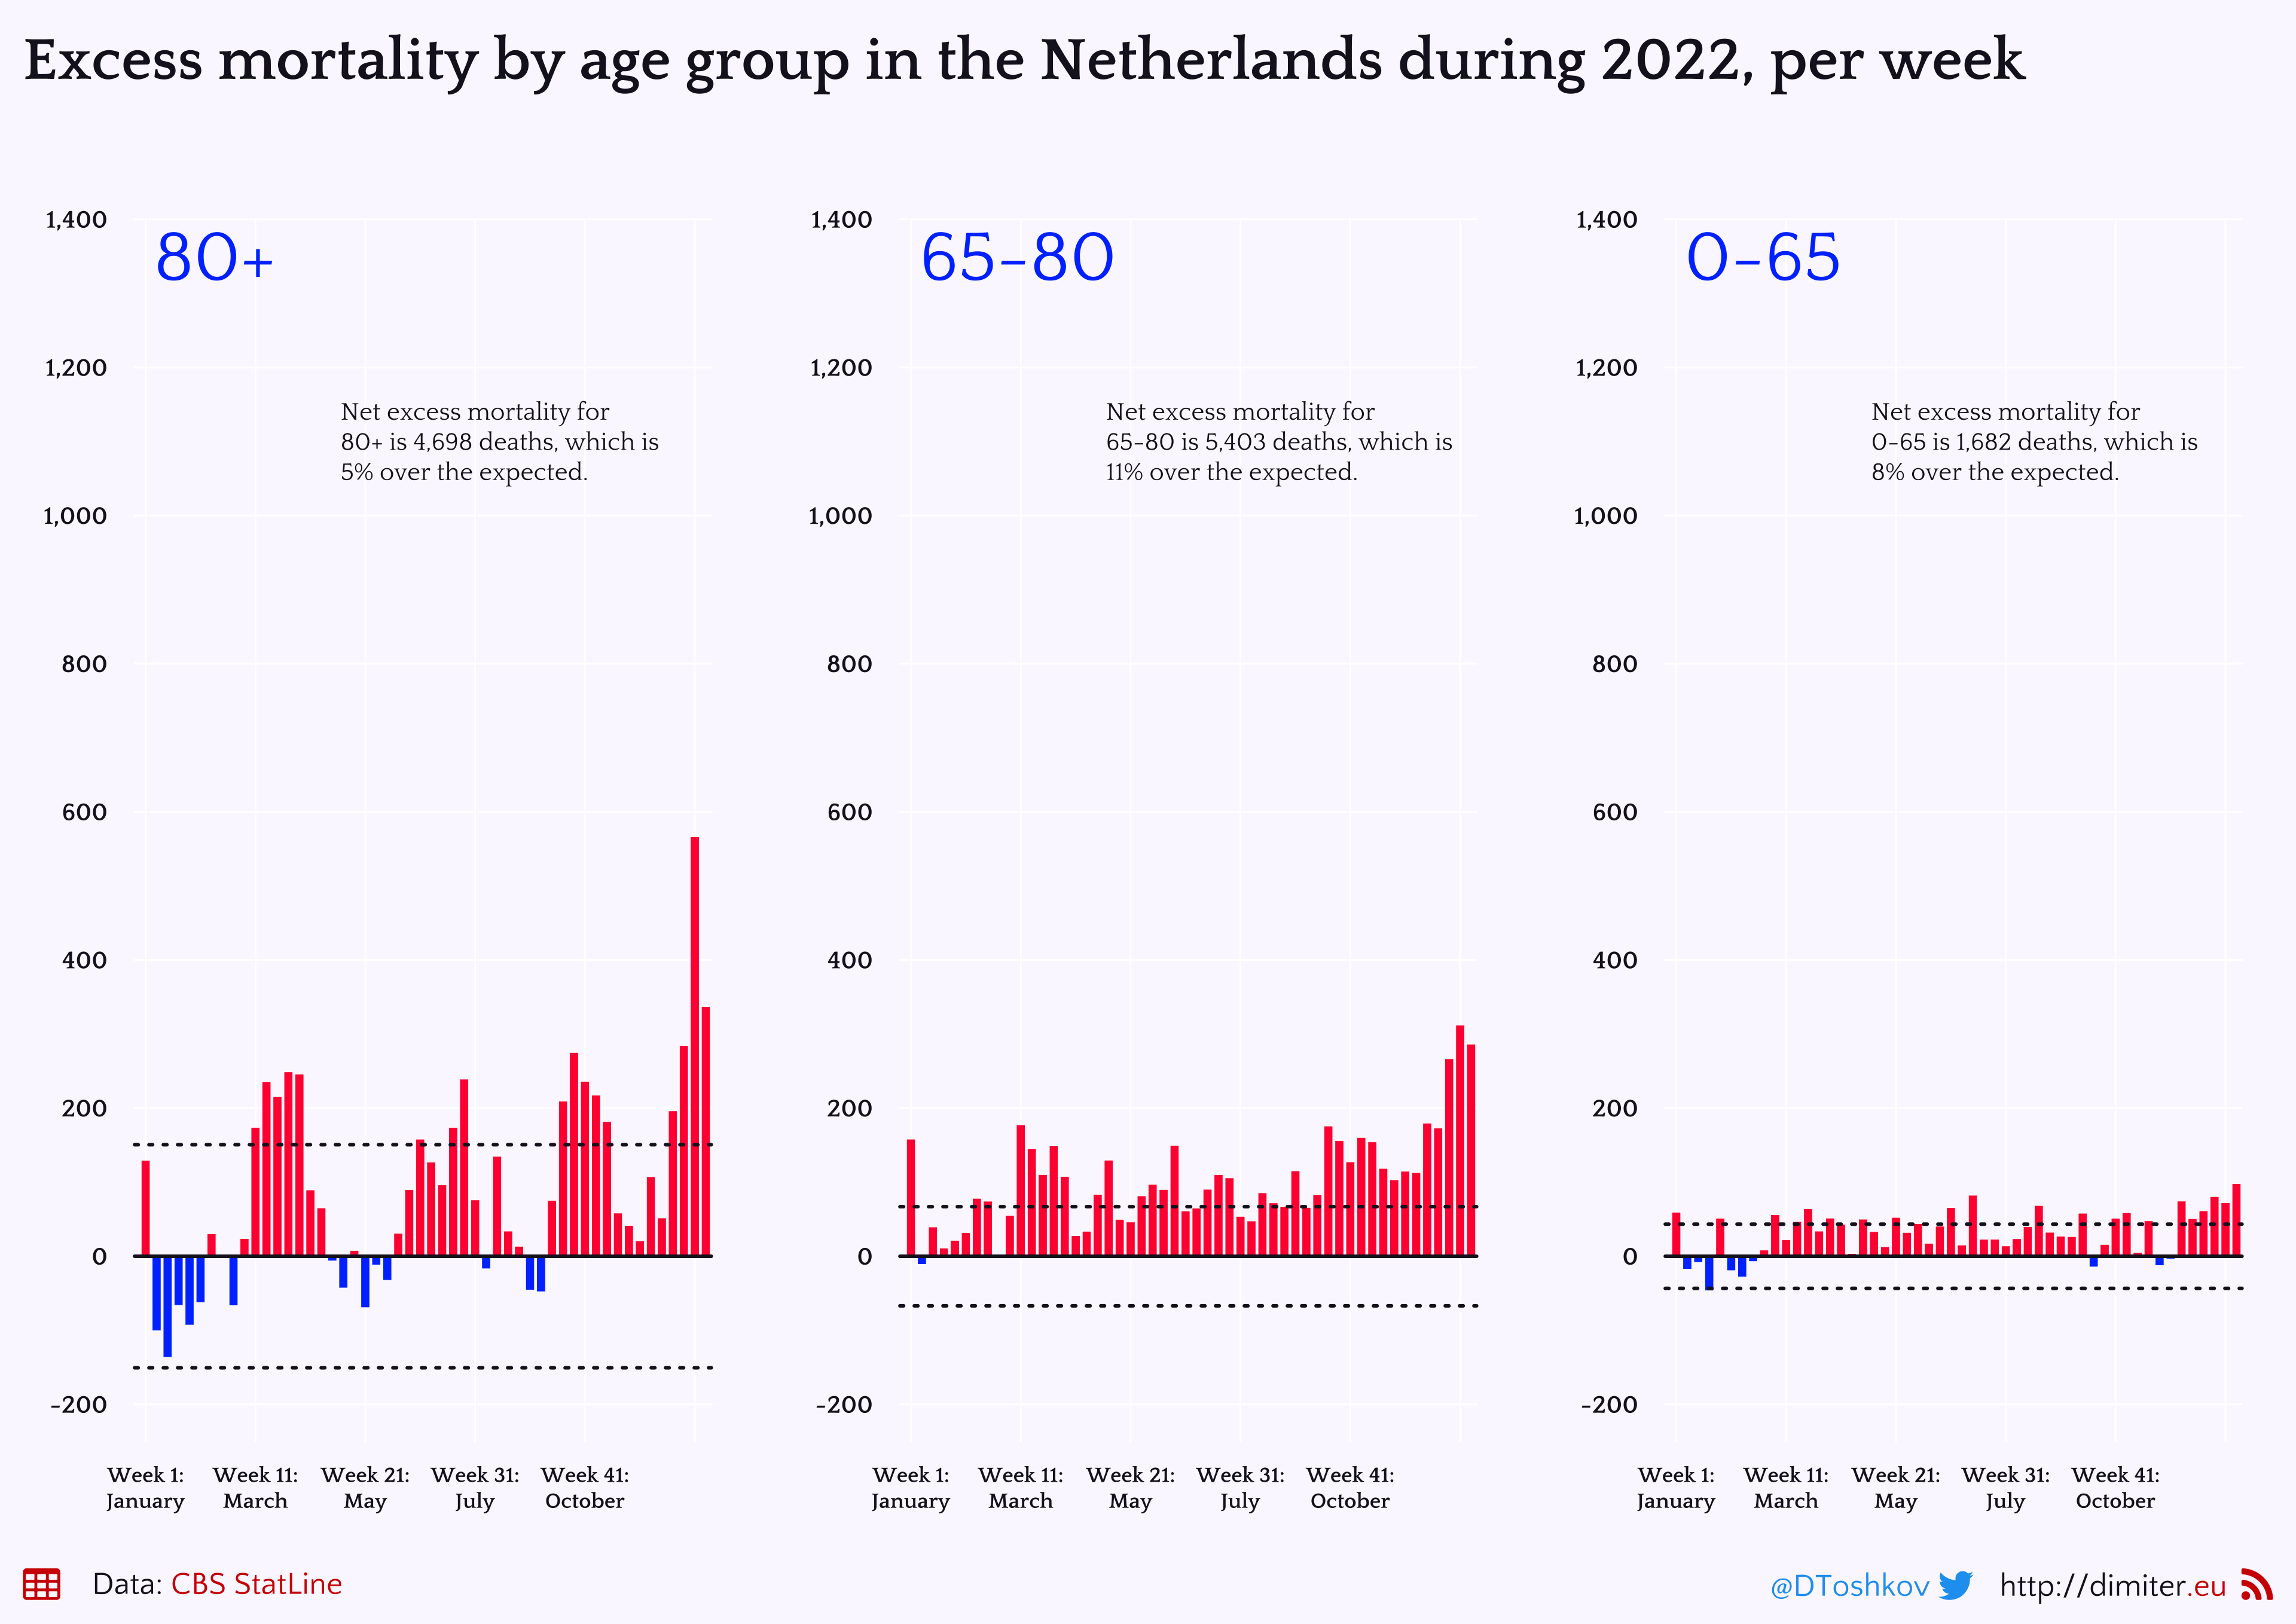 Excess mortality by age group in the Netherlands during 2022, per week
80+
1,400
1,200
1,000
800
600
400
200
0
-200
Net excess mortality for
80+ is 4,698 deaths, which is
5% over the expected.
Week 1:
January
Week 11:
March
Week 21:
May
Week 31:
July
Week 41:
October
65-80
1,400
1,200
1,000
800
600
400
200
0
-200
Net excess mortality for
65-80 is 5,403 deaths, which is
11% over the expected.
Week 1:
January
Week 11:
March
Week 21:
May
Week 31:
July
Week 41:
October
0-65
1,400
1,200
1,000
800
600
400
200
0
-200
Net excess mortality for
0-65 is 1,682 deaths, which is
8% over the expected.
Week 1:
January
Week 11:
March
Week 21:
May
Week 31:
July
Week 41:
October
Data: CBS StatLine
@DToshkov http://dimiter.eu